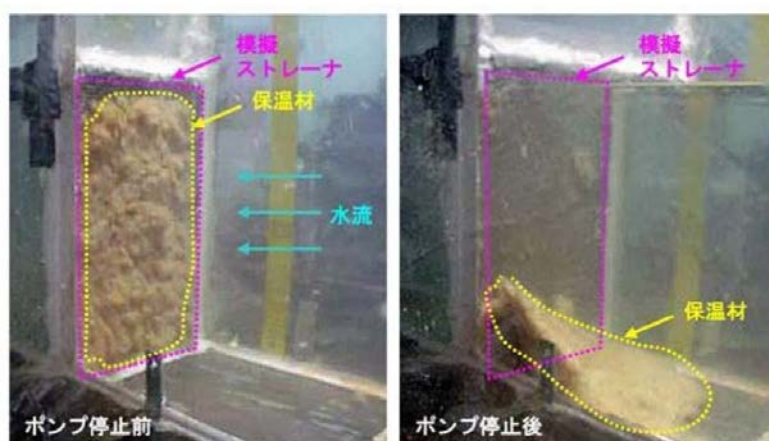 模擬
ストレーナ
保温材
水流
ポンプ停止前
模擬
ストレーナ
保温材
ポンプ停止後